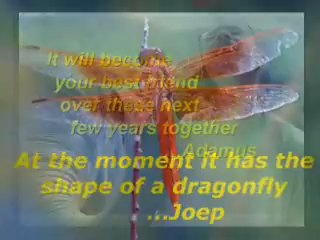 It will become
your best friend
over these next
few years together
Adamus
At the moment it has the
shape of a dragonfly
...Joep